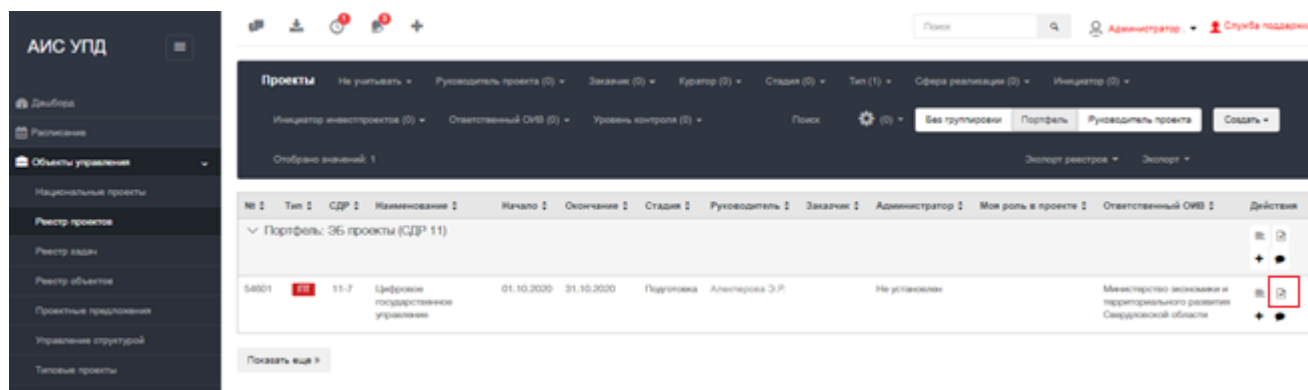 АИС УПД
Поиск
Администратор .
Служба поддержки
Дашборд
Расписание
Объекты управления
Национальные проекты
Реестр проектов
Реестр задач
Реестр объектов
Проектные предложения
Управление структурой
Типовые проекты
Проекты Не учитывать Руководитель проекта (0) Заказчик (0) Куратор (0) Стадия (0) Тип (1) Сфера реализации (0) Инициатор (0)
Инициатор инвестпроектов (0) Ответственный ОИВ (0) Уровень контроля (0) Поиск (0) Без группировки Портфель Руководитель проекта Создать
Отобрано значений: 1 Экспорт реестров Экспорт
№ Тип СДР Наименование Начало Окончание Стадия Руководитель Заказчик Администратор Моя роль в проекте Ответственный ОИВ Действия
Портфель: ЭБ проекты (СДР 11)
54601 11-7 Цифровое 01.10.2020 31.10.2020 Подготовка Алекперова Э.Р. Не установлен Министерство экономики и
государственное территориального развития
управление Свердловской области
Показать еще >